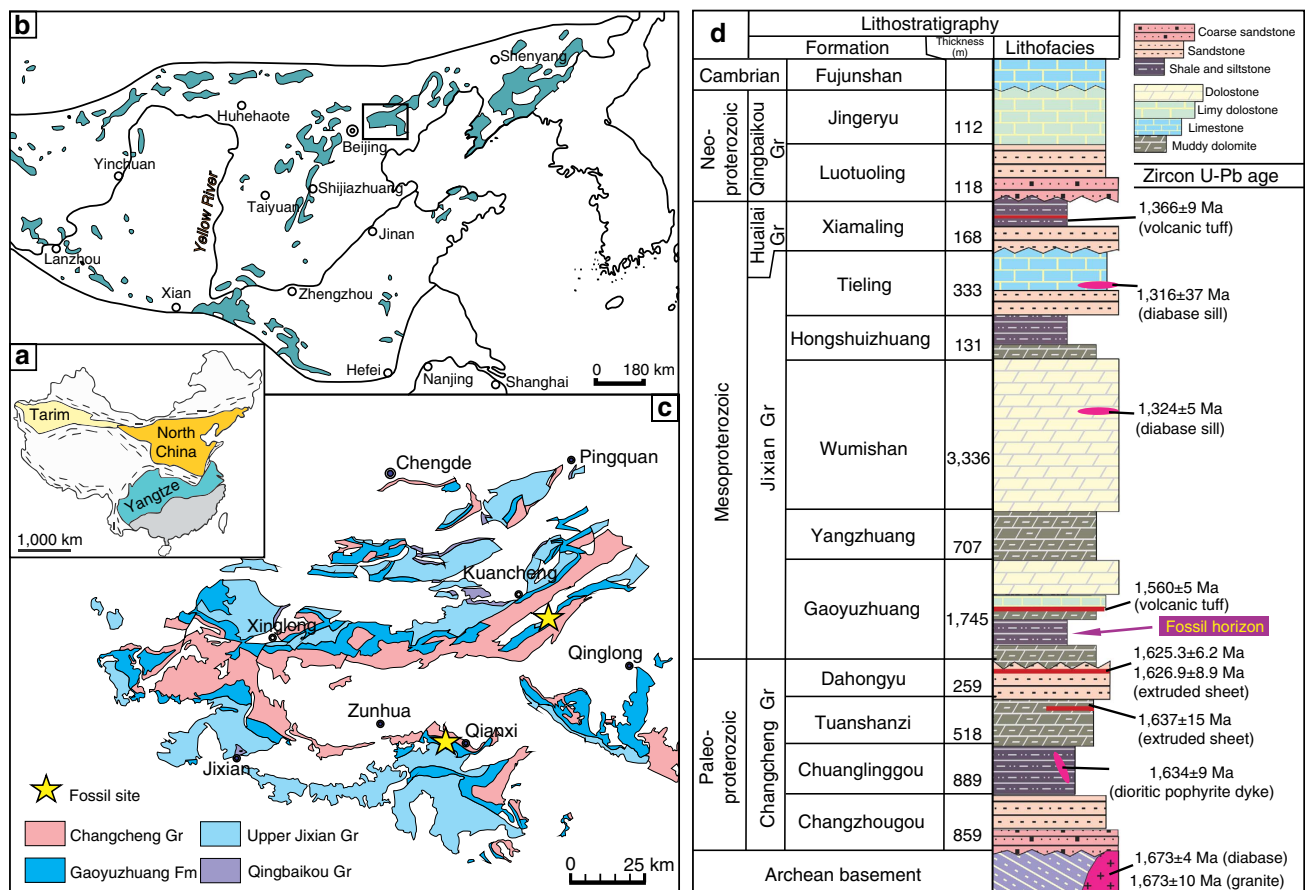 b
Shenyang
Huhehaote
Beijing
Yinchuan
Shijiazhuang
Taiyuan
Yellow River
Jinan
Lanzhou
Xian
Zhengzhou
Hefei
Nanjing
Shanghai
0 180 km
a
Tarim
North
China
Yangtze
1,000 km
c
Chengde
Pingquan
Kuancheng
Xinglong
Qinglong
Zunhua
Qianxi
Jixian
Fossil site
Changcheng Gr
Upper Jixian Gr
Gaoyuzhuang Fm
Qingbaikou Gr
0 25 km
d
Lithostratigraphy
Formation
Thickness
(m)
Lithofacies
Cambrian
Fujunshan
Neo-
proterozoic
Qingbaikou
Gr
Jingeryu
112
Luotuoling
118
Mesoproterozoic
Huailai
Gr
Xiamaling
168
Jixian Gr
Tieling
333
Hongshuizhuang
131
Wumishan
3,336
Yangzhuang
707
Gaoyuzhuang
1,745
Paleo-
proterozoic
Changcheng Gr
Dahongyu
259
Tuanshanzi
518
Chuanglinggou
889
Changzhougou
859
Archean basement
Coarse sandstone
Sandstone
Shale and siltstone
Dolostone
Limy dolostone
Limestone
Muddy dolomite
Zircon U-Pb age
1,366±9 Ma
(volcanic tuff)
1,316±37 Ma
(diabase sill)
1,324±5 Ma
(diabase sill)
1,560±5 Ma
(volcanic tuff)
Fossil horizon
1,625.3±6.2 Ma
1,626.9±8.9 Ma
(extruded sheet)
1,637±15 Ma
(extruded sheet)
1,634±9 Ma
(dioritic pophyrite dyke)
1,673±4 Ma (diabase)
1,673±10 Ma (granite)